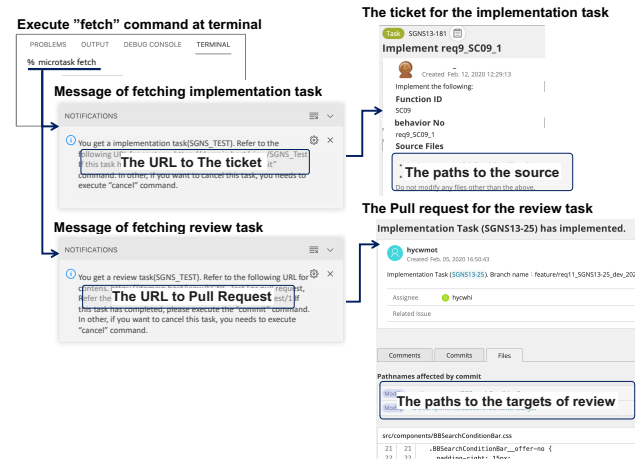 Execute ”fetch” command at terminal
PROBLEMS OUTPUT DEBUG CONSOLE TERMINAL
% microtask fetch
Message of fetching implementation task
NOTIFICATIONS
You get a implementation task(SGNS_TEST). Refer to the
following /SGNS_Test
The URL to The ticket
command. In other, if you want to cancel this task, you needs to
execute “cancel” command.
Message of fetching review task
NOTIFICATIONS
You get a review task(SGNS_TEST). Refer to the following URL for
The URL to Pull Request
this task has completed, please execute the “commit” command.
In other, if you want to cancel this task, you needs to execute
“cancel” command.
The ticket for the implementation task
Task SGNS13-181
Implement req9_SC09_1
Created Feb. 12, 2020 12:29:13
Implement the following:
Function ID
SC09
behavior No
req9_SC09_1
Source Files
The paths to the source
Do not modify any files other than the above.
The Pull request for the review task
Implementation Task (SGNS13-25) has implemented.
hycwmot
Created Feb. 05, 2020 16:50:43
Implementation Task (SGNS13-25). Branch name : feature/req11_SGNS13-25_dev_202
Assignee hycwhi
Related Issue
Comments Commits Files
Pathnames affected by commit
The paths to the targets of review
src/components/BBSearchConditionBar.css
21 21 .BBSearchConditionBar__offer-no {
22 22 padding-right: 15px;